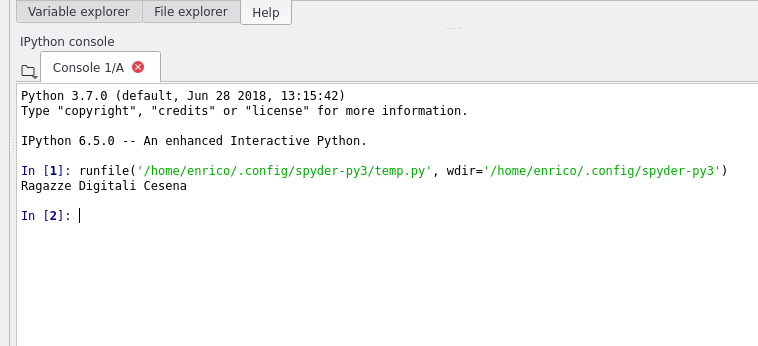 Variable explorer File explorer Help
IPython console
Console 1/A
Python 3.7.0 (default, Jun 28 2018, 13:15:42)
Type "copyright", "credits" or "license" for more information.
IPython 6.5.0 -- An enhanced Interactive Python.
In [1]: runfile('/home/enrico/.config/spyder-py3/temp.py', wdir='/home/enrico/.config/spyder-py3')
Ragazze Digitali Cesena
In [2]: